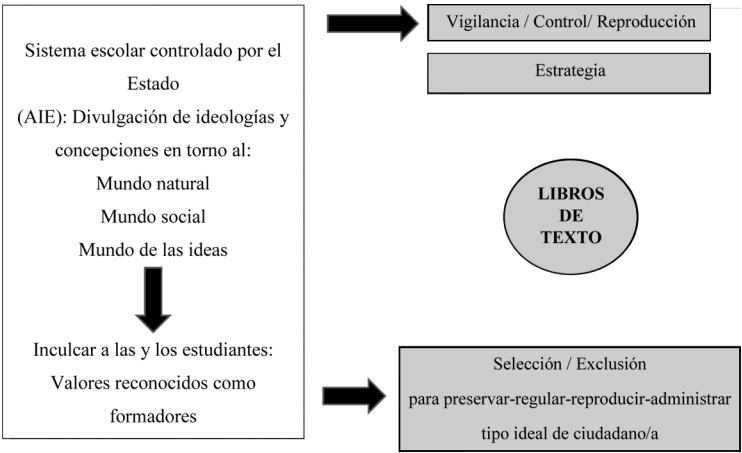 Sistema escolar controlado por el
Estado
(AIE): Divulgación de ideologías y
concepciones en torno al:
Mundo natural
Mundo social
Mundo de las ideas
Inculcar a las y los estudiantes:
Valores reconocidos como
formadores
Vigilancia / Control/ Reproducción
Estrategia
LIBROS
DE
TEXTO
Selección / Exclusión
para preservar-regular-reproducir-administrar
tipo ideal de ciudadano/a